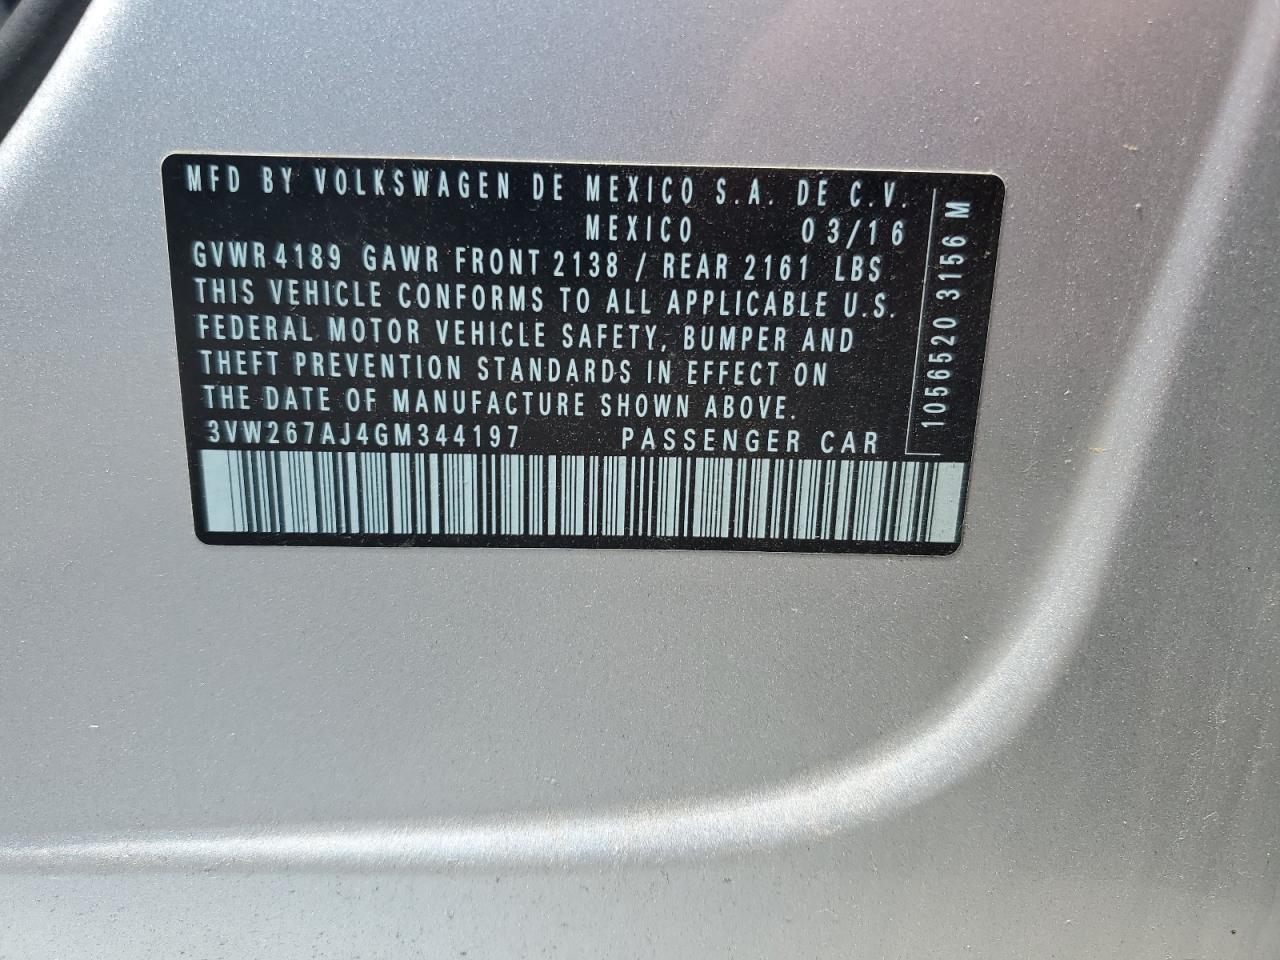 MFD BY VOLKSWAGEN DE MEXICO S.A. DE C.V.
MEXICO 03/16
GVWR 4189 GAWR FRONT 2138 / REAR 2161 LBS
THIS VEHICLE CONFORMS TO ALL APPLICABLE U.S.
FEDERAL MOTOR VEHICLE SAFETY, BUMPER AND
THEFT PREVENTION STANDARDS IN EFFECT ON
THE DATE OF MANUFACTURE SHOWN ABOVE.
3VW267AJ4GM344197 PASSENGER CAR
1056520 3156 M